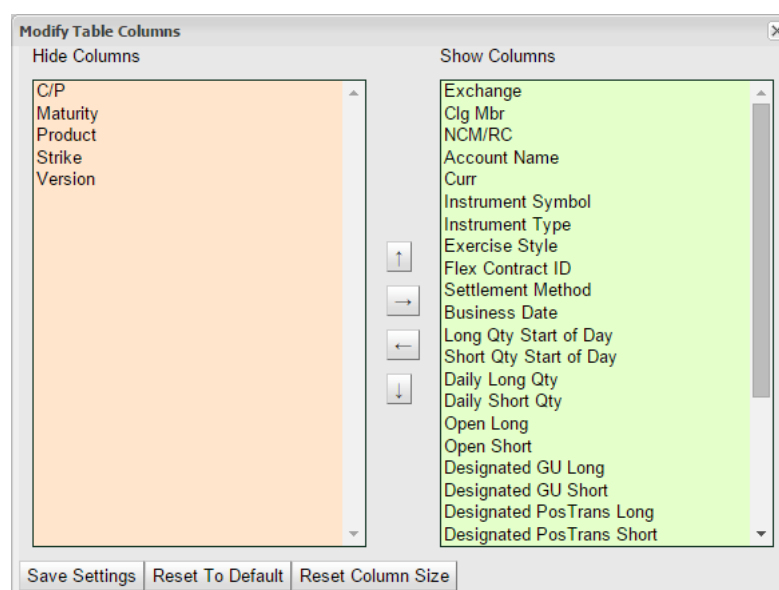 Modify Table Columns
Hide Columns
Show Columns
C/P
Maturity
Product
Strike
Version
Exchange
Clg Mbr
NCM/RC
Account Name
Curr
Instrument Symbol
Instrument Type
Exercise Style
Flex Contract ID
Settlement Method
Business Date
Long Qty Start of Day
Short Qty Start of Day
Daily Long Qty
Daily Short Qty
Open Long
Open Short
Designated GU Long
Designated GU Short
Designated PosTrans Long
Designated PosTrans Short
Save Settings
Reset To Default
Reset Column Size